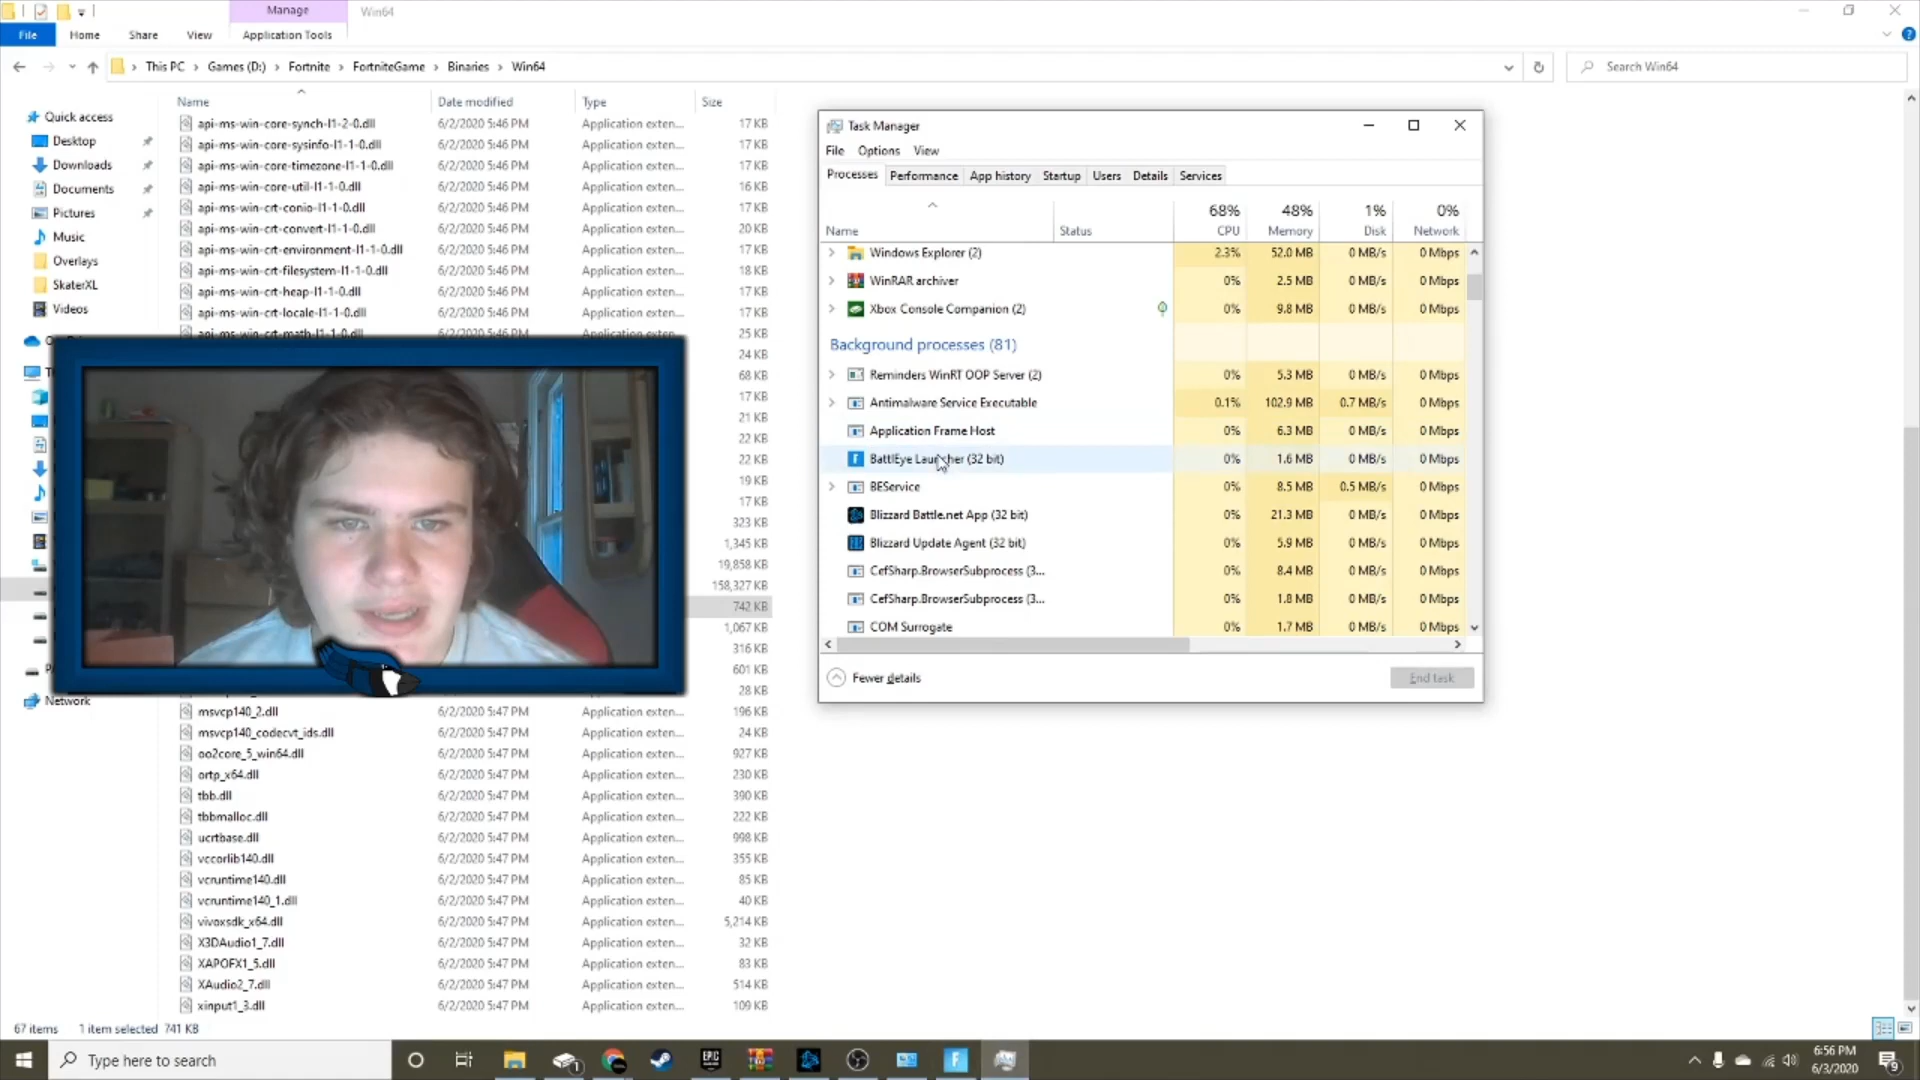 Manage Win64
File Home Share View Application Tools
This PC Games (D:) Fortnite FortniteGame Binaries Win64 Search Win64
Name Date modified Type Size
Quick access
Desktop
Downloads
Documents
Pictures
Music
Overlays
SkaterXL
Videos
Network
api-ms-win-core-synch-l1-2-0.dll 6/2/2020 5:46 PM Application exten... 17 KB
api-ms-win-core-sysinfo-l1-1-0.dll 6/2/2020 5:46 PM Application exten... 17 KB
api-ms-win-core-timezone-l1-1-0.dll 6/2/2020 5:46 PM Application exten... 17 KB
api-ms-win-core-util-l1-1-0.dll 6/2/2020 5:46 PM Application exten... 16 KB
api-ms-win-crt-conio-l1-1-0.dll 6/2/2020 5:46 PM Application exten... 17 KB
api-ms-win-crt-convert-l1-1-0.dll 6/2/2020 5:46 PM Application exten... 20 KB
api-ms-win-crt-environment-l1-1-0.dll 6/2/2020 5:46 PM Application exten... 17 KB
api-ms-win-crt-filesystem-l1-1-0.dll 6/2/2020 5:46 PM Application exten... 18 KB
api-ms-win-crt-heap-l1-1-0.dll 6/2/2020 5:46 PM Application exten... 17 KB
api-ms-win-crt-locale-l1-1-0.dll 6/2/2020 5:46 PM Application exten... 17 KB
api-ms-win-crt-math-l1-1-0.dll 6/2/2020 5:46 PM Application exten... 25 KB
24 KB
68 KB
17 KB
21 KB
22 KB
22 KB
19 KB
17 KB
323 KB
1,345 KB
19,858 KB
158,327 KB
742 KB
1,067 KB
316 KB
601 KB
28 KB
msvcp140_2.dll 6/2/2020 5:47 PM Application exten... 196 KB
msvcp140_codecvt_ids.dll 6/2/2020 5:47 PM Application exten... 24 KB
oo2core_5_win64.dll 6/2/2020 5:47 PM Application exten... 927 KB
ortp_x64.dll 6/2/2020 5:47 PM Application exten... 230 KB
tbb.dll 6/2/2020 5:47 PM Application exten... 390 KB
tbbmalloc.dll 6/2/2020 5:47 PM Application exten... 222 KB
ucrtbase.dll 6/2/2020 5:47 PM Application exten... 998 KB
vccorlib140.dll 6/2/2020 5:47 PM Application exten... 355 KB
vcruntime140.dll 6/2/2020 5:47 PM Application exten... 85 KB
vcruntime140_1.dll 6/2/2020 5:47 PM Application exten... 40 KB
vivoxsdk_x64.dll 6/2/2020 5:47 PM Application exten... 5,214 KB
X3DAudio1_7.dll 6/2/2020 5:47 PM Application exten... 32 KB
XAPOFX1_5.dll 6/2/2020 5:47 PM Application exten... 83 KB
XAudio2_7.dll 6/2/2020 5:47 PM Application exten... 514 KB
xinput1_3.dll 6/2/2020 5:47 PM Application exten... 109 KB
67 items 1 item selected 741 KB
Task Manager
File Options View
Processes Performance App history Startup Users Details Services
68% 48% 1% 0%
Name Status CPU Memory Disk Network
Windows Explorer (2) 2.3% 52.0 MB 0 MB/s 0 Mbps
WinRAR archiver 0% 2.5 MB 0 MB/s 0 Mbps
Xbox Console Companion (2) 0% 9.8 MB 0 MB/s 0 Mbps
Background processes (81)
Reminders WinRT OOP Server (2) 0% 5.3 MB 0 MB/s 0 Mbps
Antimalware Service Executable 0.1% 102.9 MB 0.7 MB/s 0 Mbps
Application Frame Host 0% 6.3 MB 0 MB/s 0 Mbps
BattlEye Launcher (32 bit) 0% 1.6 MB 0 MB/s 0 Mbps
BEService 0% 8.5 MB 0.5 MB/s 0 Mbps
Blizzard Battle.net App (32 bit) 0% 21.3 MB 0 MB/s 0 Mbps
Blizzard Update Agent (32 bit) 0% 5.9 MB 0 MB/s 0 Mbps
CefSharp.BrowserSubprocess (3... 0% 8.4 MB 0 MB/s 0 Mbps
CefSharp.BrowserSubprocess (3... 0% 1.8 MB 0 MB/s 0 Mbps
COM Surrogate 0% 1.7 MB 0 MB/s 0 Mbps
Fewer details End task
Type here to search
EPIC
6:56 PM
6/3/2020